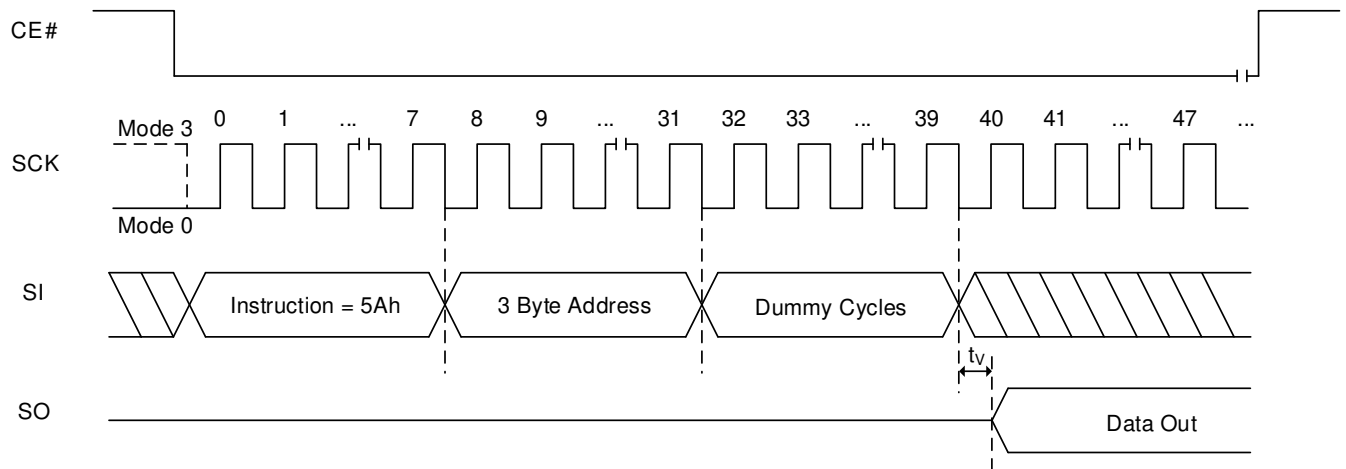 CE#
0 1 ... 7 8 9 ... 31 32 33 ... 39 40 41 ... 47 ...
Mode 3
SCK
Mode 0
SI
Instruction = 5Ah
3 Byte Address
Dummy Cycles
tV
SO
Data Out